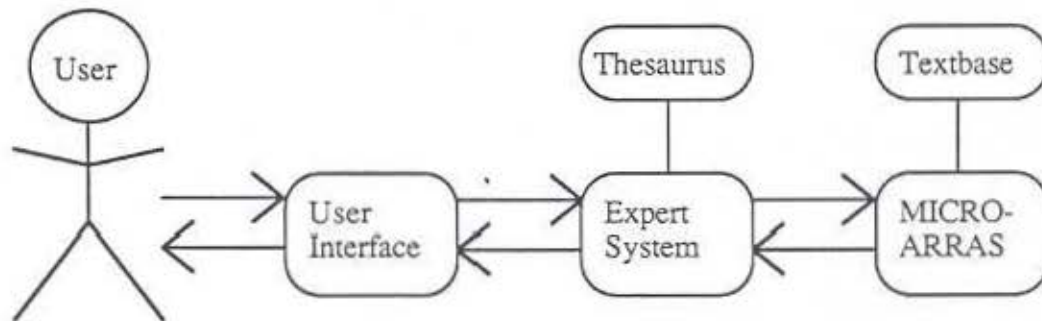 User
Thesaurus
Textbase
User
Interface
Expert
System
MICRO-
ARRAS